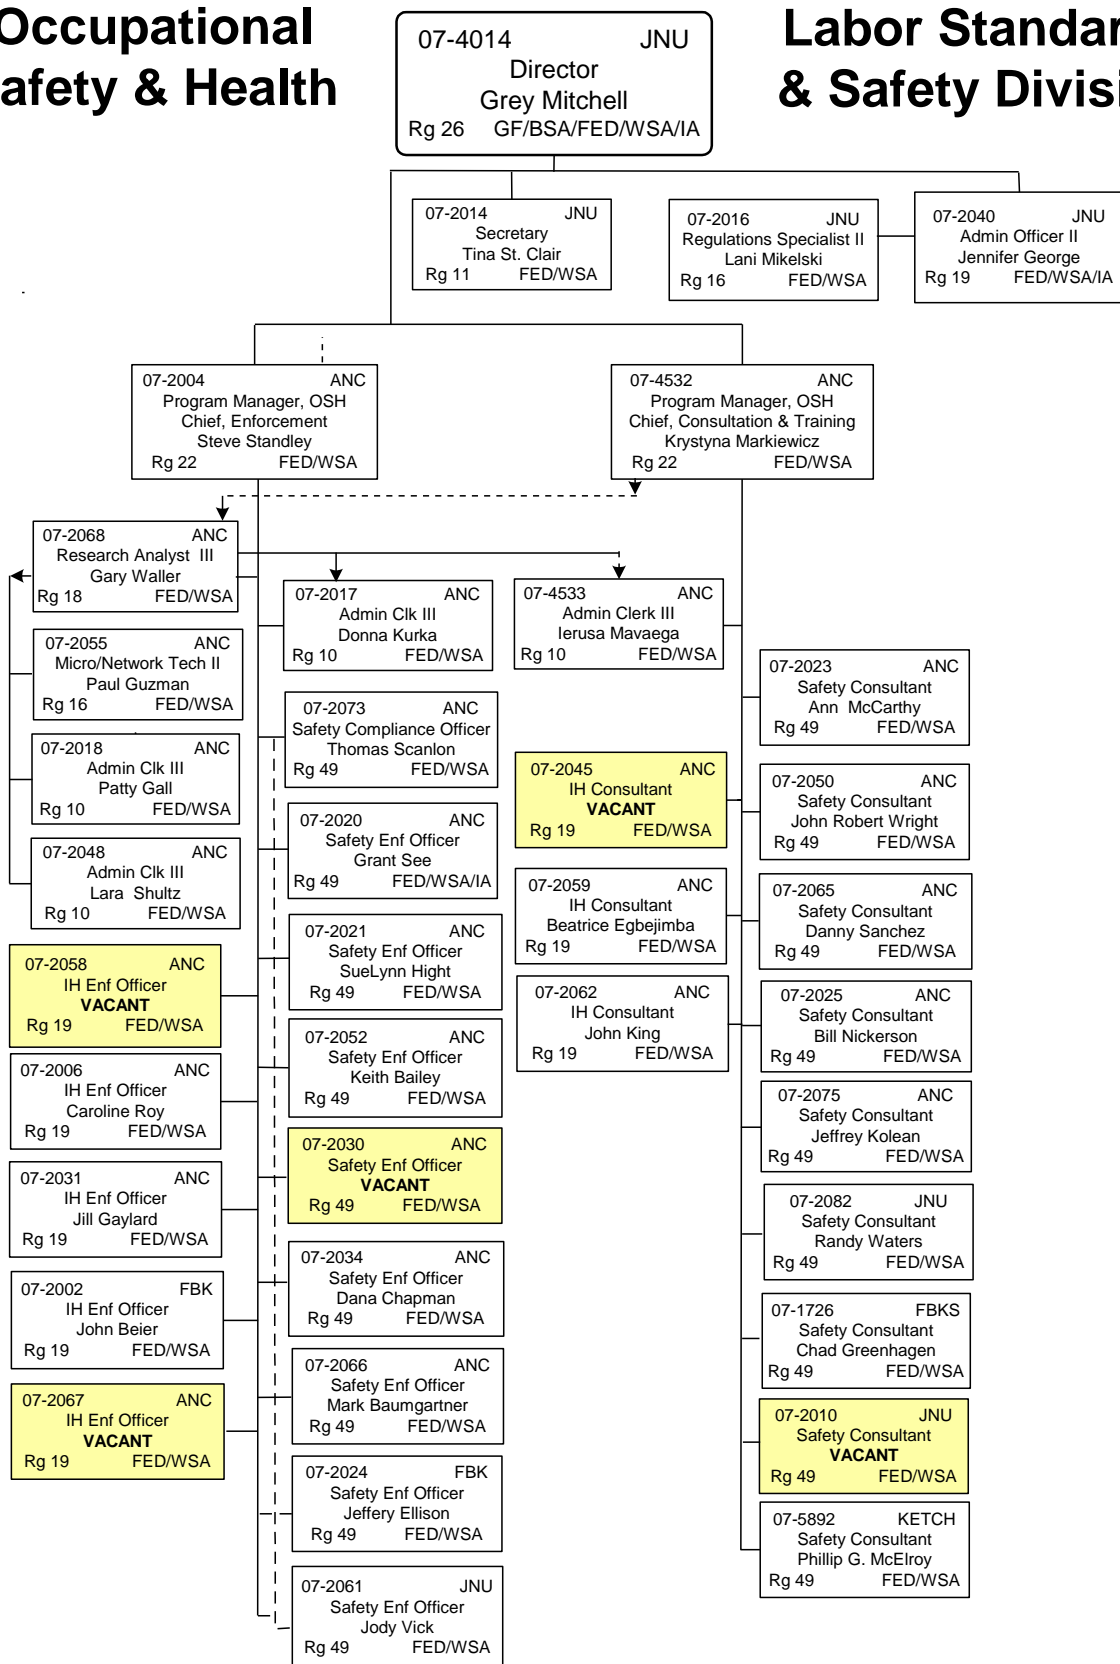 Occupational
afety & Health
Labor Standar
& Safety Divisi
07-4014 JNU
Director
Grey Mitchell
Rg 26 GF/BSA/FED/WSA/IA
07-2014 JNU
Secretary
Tina St. Clair
Rg 11 FED/WSA
07-2016 JNU
Regulations Specialist II
Lani Mikelski
Rg 16 FED/WSA
07-2040 JNU
Admin Officer II
Jennifer George
Rg 19 FED/WSA/IA
07-2004 ANC
Program Manager, OSH
Chief, Enforcement
Steve Standley
Rg 22 FED/WSA
07-4532 ANC
Program Manager, OSH
Chief, Consultation & Training
Krystyna Markiewicz
Rg 22 FED/WSA
07-2068 ANC
Research Analyst III
Gary Waller
Rg 18 FED/WSA
07-2055 ANC
Micro/Network Tech II
Paul Guzman
Rg 16 FED/WSA
07-2018 ANC
Admin Clk III
Patty Gall
Rg 10 FED/WSA
07-2048 ANC
Admin Clk III
Lara Shultz
Rg 10 FED/WSA
07-2058 ANC
IH Enf Officer
VACANT
Rg 19 FED/WSA
07-2006 ANC
IH Enf Officer
Caroline Roy
Rg 19 FED/WSA
07-2031 ANC
IH Enf Officer
Jill Gaylard
Rg 19 FED/WSA
07-2002 FBK
IH Enf Officer
John Beier
Rg 19 FED/WSA
07-2067 ANC
IH Enf Officer
VACANT
Rg 19 FED/WSA
07-2017 ANC
Admin Clk III
Donna Kurka
Rg 10 FED/WSA
07-2073 ANC
Safety Compliance Officer
Thomas Scanlon
Rg 49 FED/WSA
07-2020 ANC
Safety Enf Officer
Grant See
Rg 49 FED/WSA/IA
07-2021 ANC
Safety Enf Officer
SueLynn Hight
Rg 49 FED/WSA
07-2052 ANC
Safety Enf Officer
Keith Bailey
Rg 49 FED/WSA
07-2030 ANC
Safety Enf Officer
VACANT
Rg 49 FED/WSA
07-2034 ANC
Safety Enf Officer
Dana Chapman
Rg 49 FED/WSA
07-2066 ANC
Safety Enf Officer
Mark Baumgartner
Rg 49 FED/WSA
07-2024 FBK
Safety Enf Officer
Jeffery Ellison
Rg 49 FED/WSA
07-2061 JNU
Safety Enf Officer
Jody Vick
Rg 49 FED/WSA
07-4533 ANC
Admin Clerk III
Ierusa Mavaega
Rg 10 FED/WSA
07-2045 ANC
IH Consultant
VACANT
Rg 19 FED/WSA
07-2059 ANC
IH Consultant
Beatrice Egbejimba
Rg 19 FED/WSA
07-2062 ANC
IH Consultant
John King
Rg 19 FED/WSA
07-2023 ANC
Safety Consultant
Ann McCarthy
Rg 49 FED/WSA
07-2050 ANC
Safety Consultant
John Robert Wright
Rg 49 FED/WSA
07-2065 ANC
Safety Consultant
Danny Sanchez
Rg 49 FED/WSA
07-2025 ANC
Safety Consultant
Bill Nickerson
Rg 49 FED/WSA
07-2075 ANC
Safety Consultant
Jeffrey Kolean
Rg 49 FED/WSA
07-2082 JNU
Safety Consultant
Randy Waters
Rg 49 FED/WSA
07-1726 FBKS
Safety Consultant
Chad Greenhagen
Rg 49 FED/WSA
07-2010 JNU
Safety Consultant
VACANT
Rg 49 FED/WSA
07-5892 KETCH
Safety Consultant
Phillip G. McElroy
Rg 49 FED/WSA